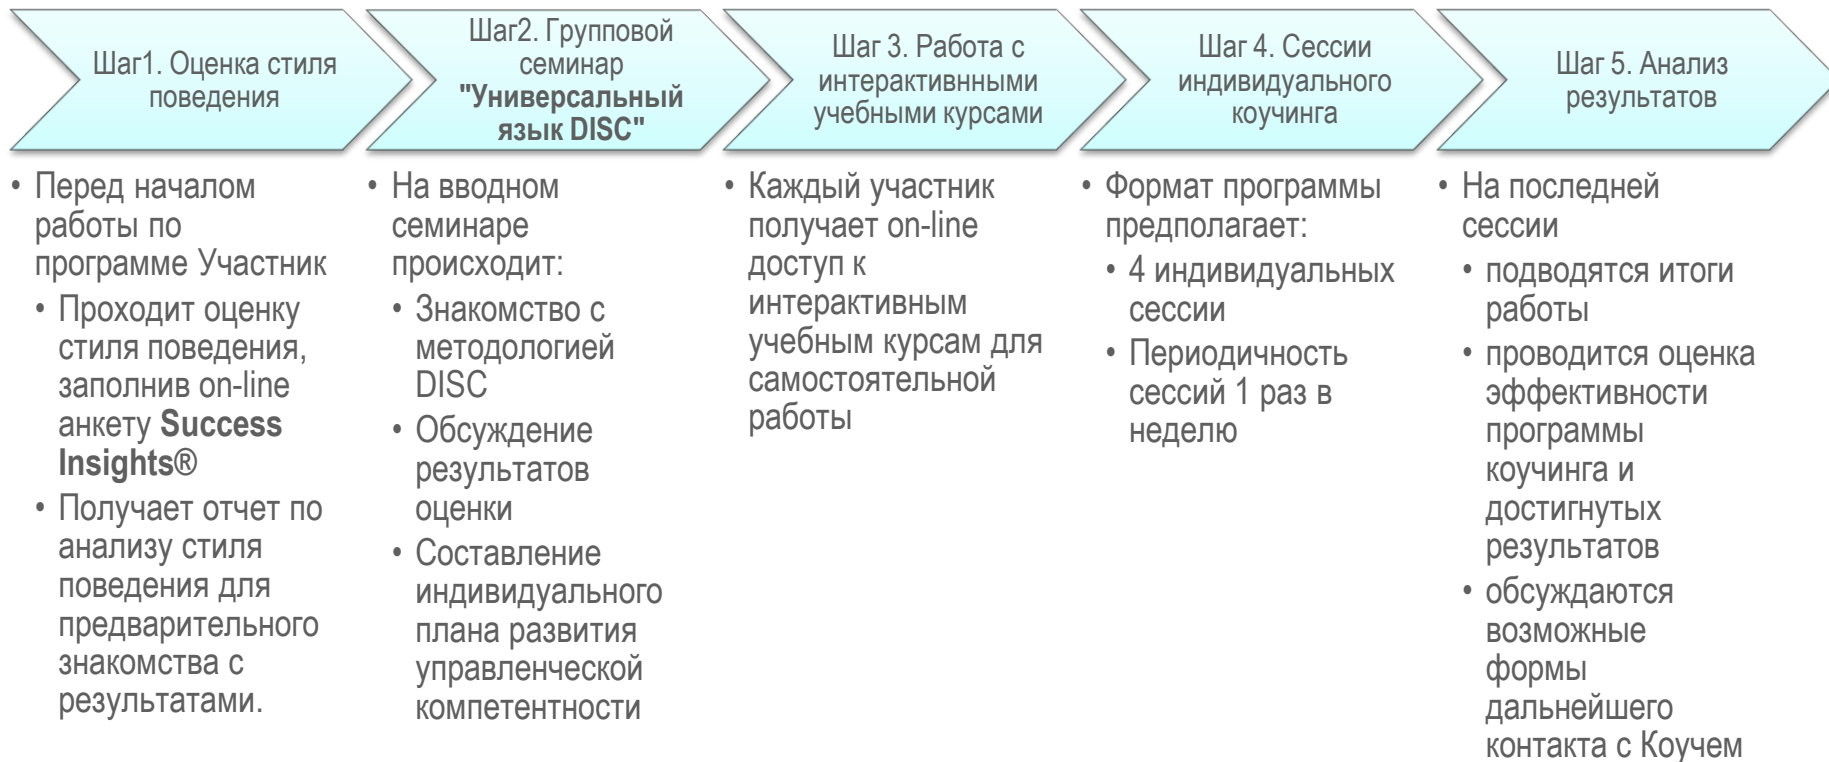 Шаг1. Оценка стиля
поведения
Шаг2. Групповой
семинар
"Универсальный
язык DISC"
Шаг 3. Работа с
интерактивнными
учебными курсами
Шаг 4. Сессии
индивидуального
коучинга
Шаг 5. Анализ
результатов
• Перед началом
работы по
программе Участник
• Проходит оценку
стиля поведения,
заполнив on-line
анкету Success
Insights®
• Получает отчет по
анализу стиля
поведения для
предварительного
знакомства с
результатами.
• На вводном
семинаре
происходит:
• Знакомство с
методологией
DISC
• Обсуждение
результатов
оценки
• Составление
индивидуального
плана развития
управленческой
компетентности
• Каждый участник
получает on-line
доступ к
интерактивным
учебным курсам для
самостоятельной
работы
• Формат программы
предполагает:
• 4 индивидуальных
сессии
• Периодичность
сессий 1 раз в
неделю
• На последней
сессии
• подводятся итоги
работы
• проводится оценка
эффективности
программы
коучинга и
достигнутых
результатов
• обсуждаются
возможные
формы
дальнейшего
контакта с Коучем